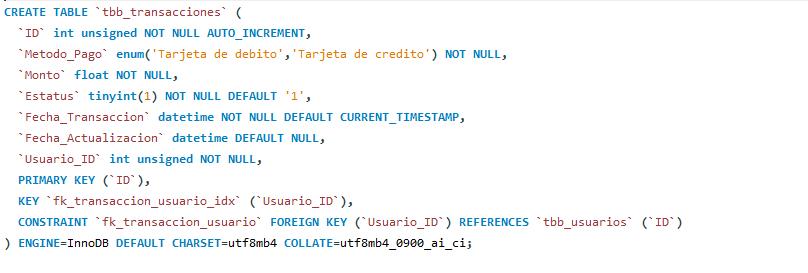 CREATE TABLE `tbb_transacciones` (
`ID` int unsigned NOT NULL AUTO_INCREMENT,
`Metodo_Pago` enum('Tarjeta de debito','Tarjeta de credito') NOT NULL,
`Monto` float NOT NULL,
`Estatus` tinyint(1) NOT NULL DEFAULT '1',
`Fecha_Transaccion` datetime NOT NULL DEFAULT CURRENT_TIMESTAMP,
`Fecha_Actualizacion` datetime DEFAULT NULL,
`Usuario_ID` int unsigned NOT NULL,
PRIMARY KEY (`ID`),
KEY `fk_transaccion_usuario_idx` (`Usuario_ID`),
CONSTRAINT `fk_transaccion_usuario` FOREIGN KEY (`Usuario_ID`) REFERENCES `tbb_usuarios` (`ID`)
) ENGINE=InnoDB DEFAULT CHARSET=utf8mb4 COLLATE=utf8mb4_0900_ai_ci;